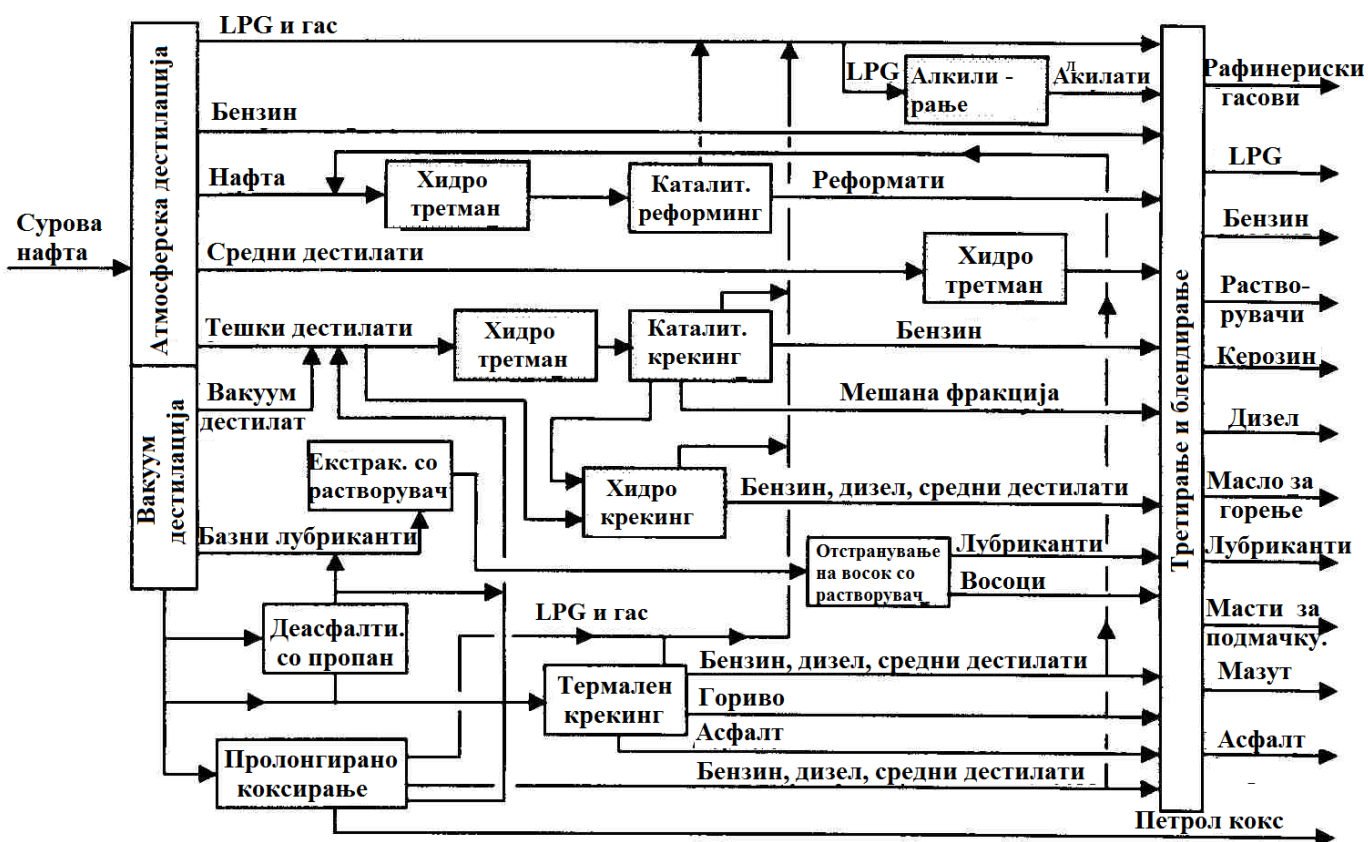 LPG и гас
LPG
Алкили -
рање
л
Акилати
Рафинериски
гасови
Бензин
LPG
Нафта
Хидро
третман
Каталит.
реформинг
Реформати
Сурова
нафта
Атмосферска дестилација
Бензин
Средни дестилати
Хидро
третман
Раство-
рувачи
Тешки дестилати
Хидро
третман
Каталит.
крекинг
Бензин
Керозин
Вакуум
дестилат
Мешана фракција
Дизел
Вакуум
дестилација
Екстрак. со
растворувач
Хидро
крекинг
Бензин, дизел, средни дестилати
Масло за
горење
Базни лубриканти
Отстранување
на восок со
растворувач
Лубриканти
Восоци
Третирање и блендирање
Лубриканти
Деасфалти.
со пропан
LPG и гас
Масти за
подмачку.
Термален
крекинг
Бензин, дизел, средни дестилати
Гориво
Асфалт
Мазут
Пролонгирано
коксирање
Бензин, дизел, средни дестилати
Асфалт
Петрол кокс